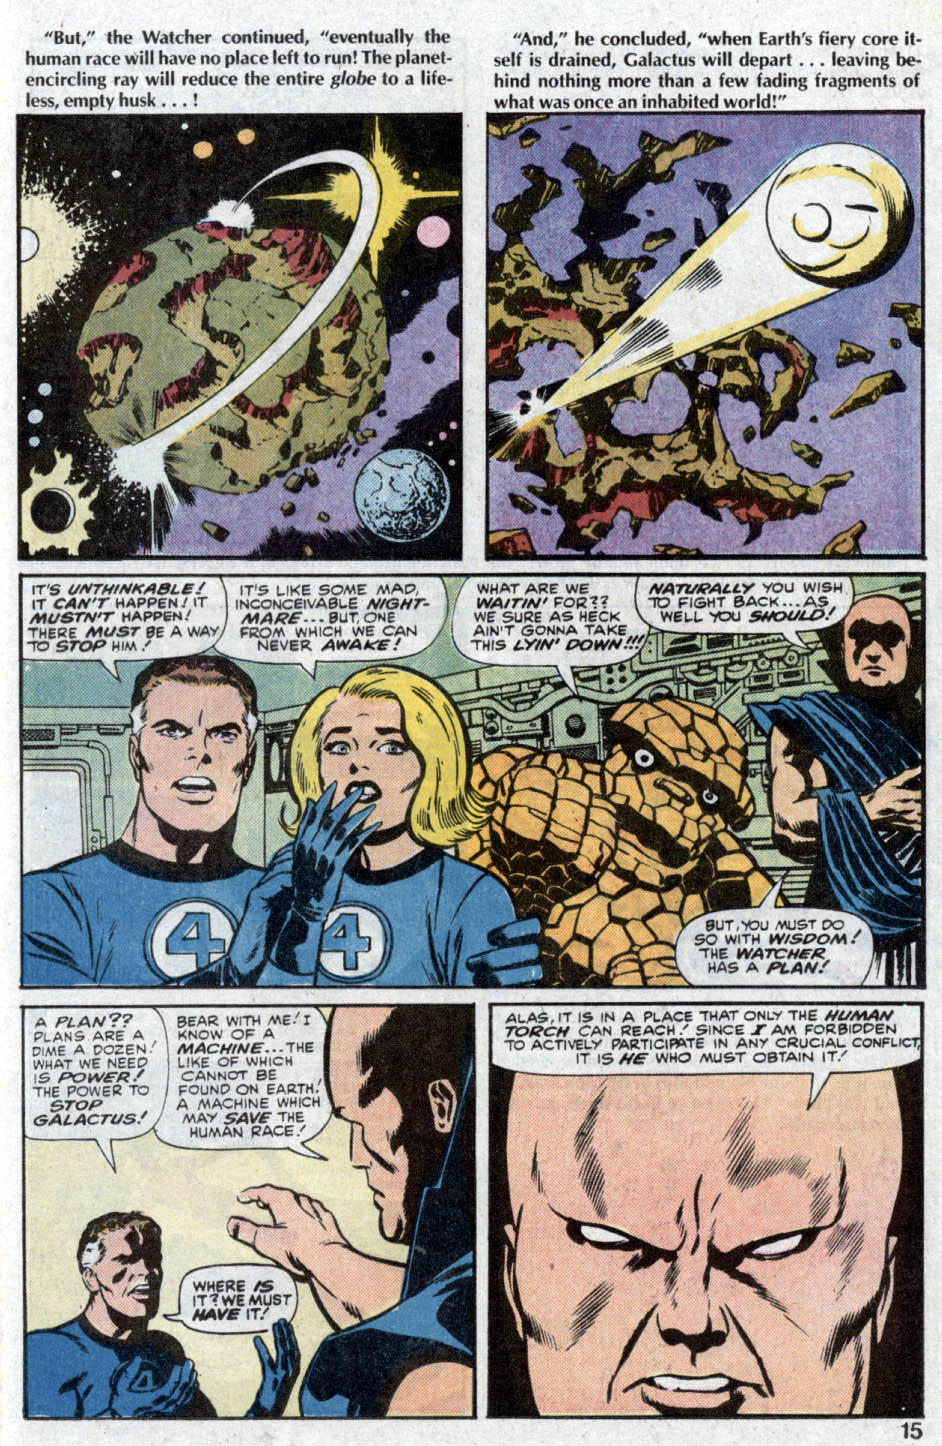 “But,” the Watcher continued, “eventually the
human race will have no place left to run! The planet-
encircling ray will reduce the entire globe to a life-
less, empty husk . . . !
“And,” he concluded, “when Earth’s fiery core it-
self is drained, Galactus will depart . . . leaving be-
hind nothing more than a few fading fragments of
what was once an inhabited world!”
IT'S UNTHINKABLE!
IT CAN'T HAPPEN! IT
MUSTN'T HAPPEN!
THERE MUST BE A WAY
TO STOP HIM!
IT'S LIKE SOME MAD,
INCONCEIVABLE NIGHT-
MARE... BUT, ONE
FROM WHICH WE CAN
NEVER AWAKE!
WHAT ARE WE
WAITIN' FOR??
WE SURE AS HECK
AIN'T GONNA TAKE
THIS LYIN' DOWN!!!
NATURALLY YOU WISH
TO FIGHT BACK...AS
WELL YOU SHOULD!
4
4
BUT, YOU MUST DO
SO WITH WISDOM!
THE WATCHER
HAS A PLAN!
A PLAN??
PLANS ARE A
DIME A DOZEN!
WHAT WE NEED
IS POWER!
THE POWER TO
STOP
GALACTUS!
BEAR WITH ME! I
KNOW OF A
MACHINE...THE
LIKE OF WHICH
CANNOT BE
FOUND ON EARTH!
A MACHINE WHICH
MAY SAVE THE
HUMAN RACE!
WHERE IS
IT? WE MUST
HAVE IT!
4
ALAS, IT IS IN A PLACE THAT ONLY THE HUMAN
TORCH CAN REACH! SINCE I AM FORBIDDEN
TO ACTIVELY PARTICIPATE IN ANY CRUCIAL CONFLICT,
IT IS HE WHO MUST OBTAIN IT!
15